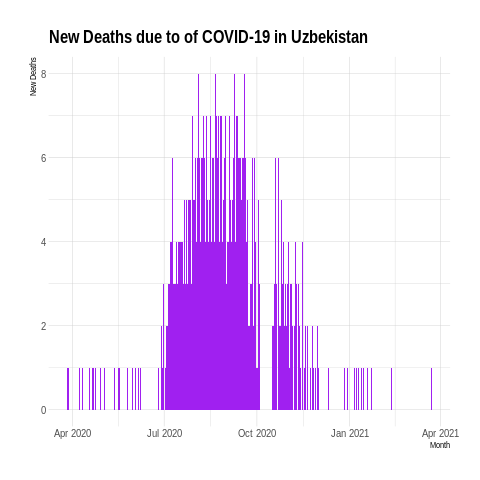 New Deaths due to of COVID-19 in Uzbekistan
New Deaths
8
6
4
2
0
Apr 2020 Jul 2020 Oct 2020 Jan 2021 Apr 2021
Month